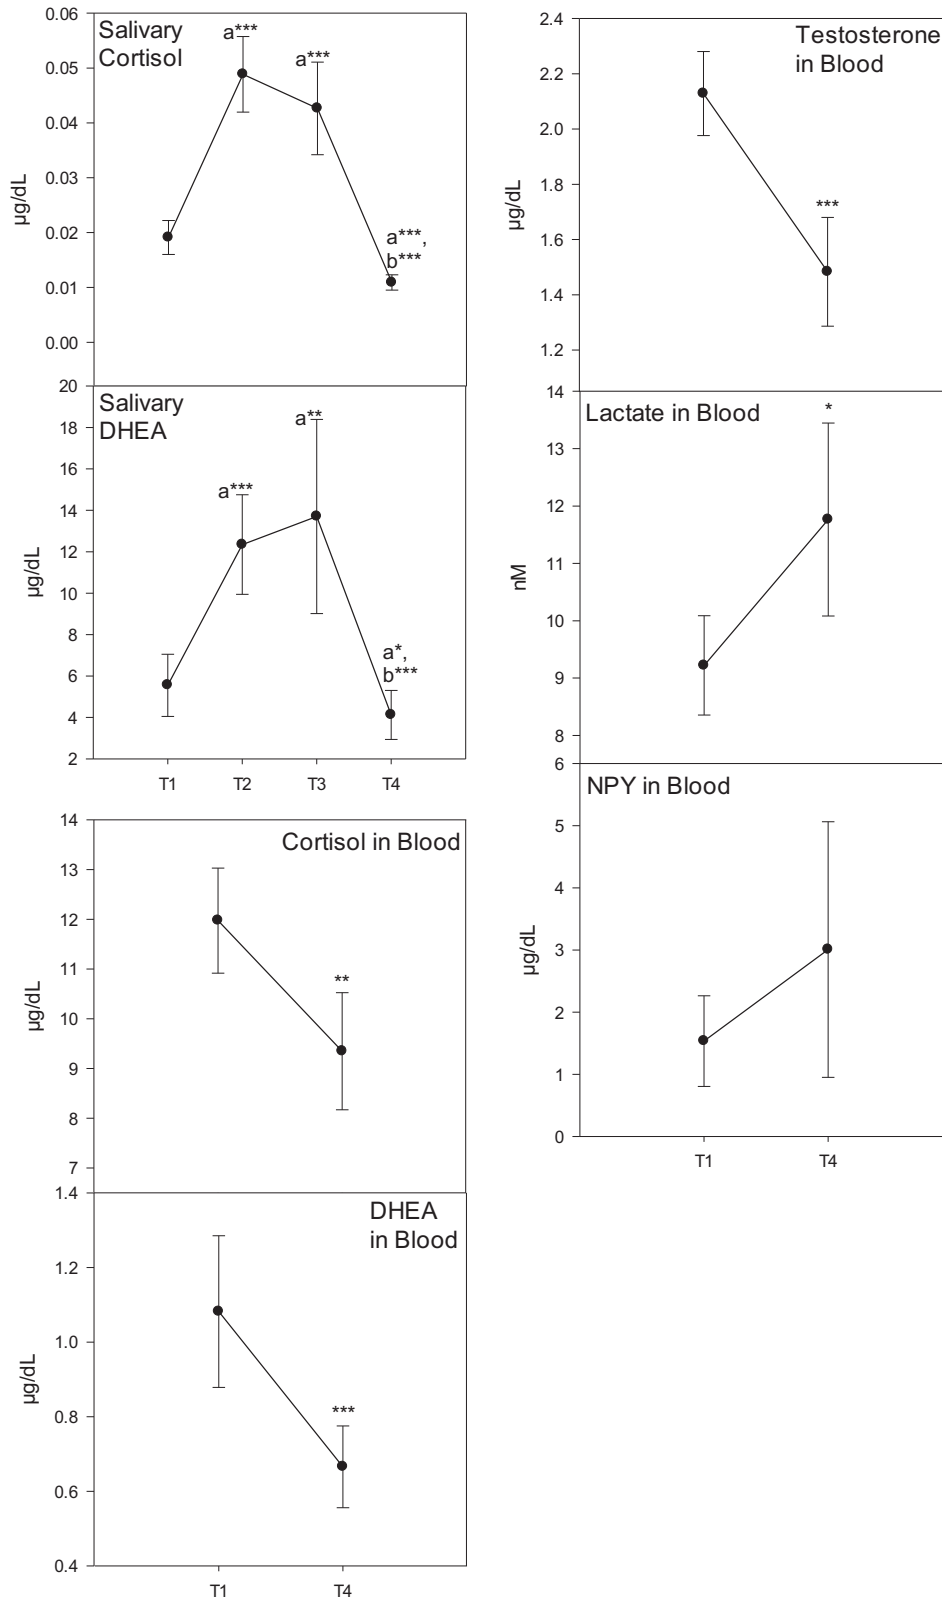 Salivary
Cortisol
µg/dL
0.06
0.05
0.04
0.03
0.02
0.01
0.00
a***
a***
a***,
b***
Salivary
DHEA
µg/dL
20
18
16
14
12
10
8
6
4
2
a***
a**
a*,
b***
T1
T2
T3
T4
Cortisol in Blood
µg/dL
14
13
12
11
10
9
8
7
**
DHEA
in Blood
µg/dL
1.4
1.2
1.0
0.8
0.6
0.4
***
T1
T4
Testosterone
in Blood
µg/dL
2.4
2.2
2.0
1.8
1.6
1.4
1.2
***
Lactate in Blood
nM
14
13
12
11
10
9
8
*
NPY in Blood
µg/dL
6
5
4
3
2
1
0
T1
T4